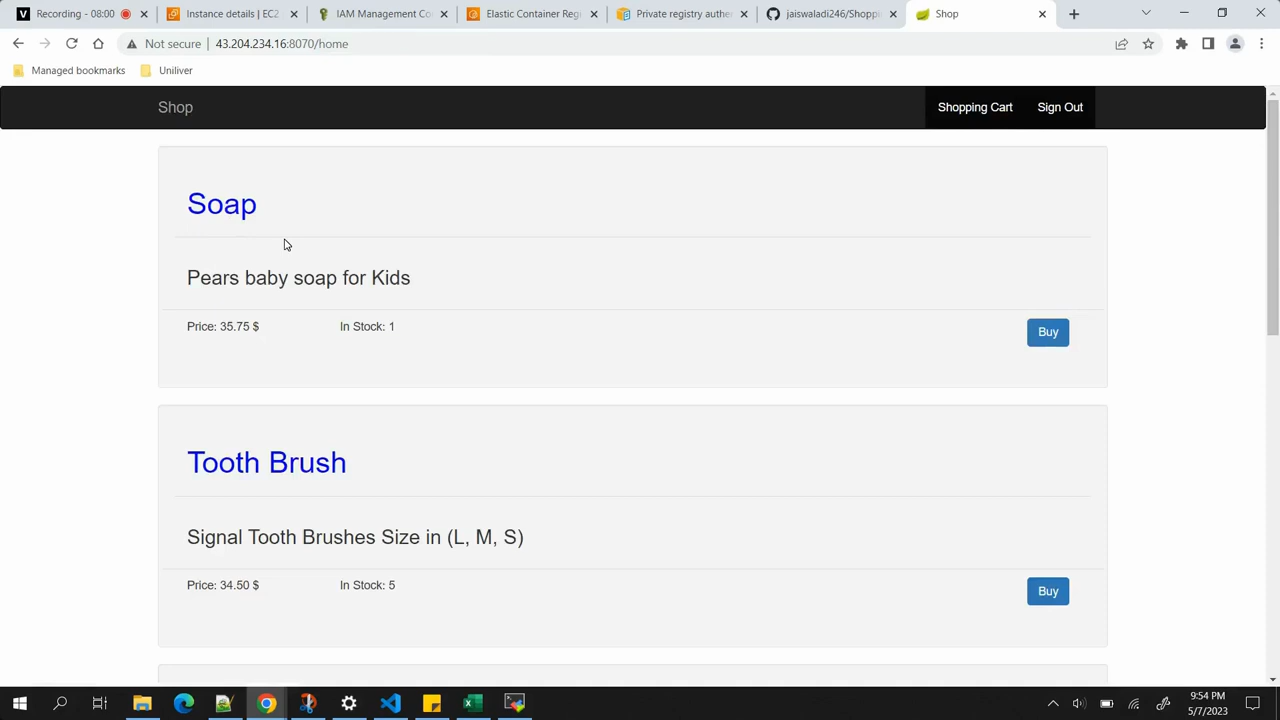 Recording - 08:00
Instance details | EC2
IAM Management Co
Elastic Container Reg
Private registry auther
jaiswaladi246/Shoppi
Shop
Not secure
43.204.234.16:8070/home
Managed bookmarks
Uniliver
Shop
Shopping Cart
Sign Out
Soap
Pears baby soap for Kids
Price: 35.75 $
In Stock: 1
Buy
Tooth Brush
Signal Tooth Brushes Size in (L, M, S)
Price: 34.50 $
In Stock: 5
Buy
9:54 PM
5/7/2023